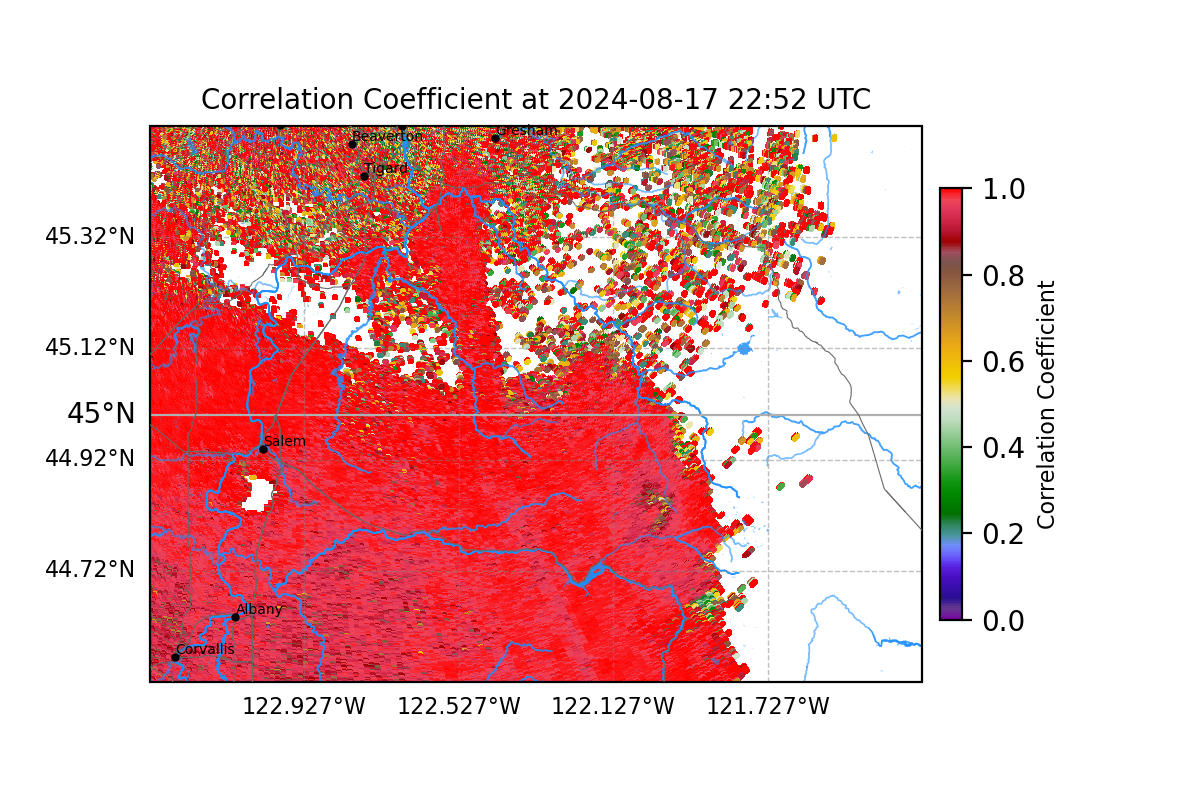 Correlation Coefficient at 2024-08-17 22:52 UTC
Beaverton
Gresham
Tigard
Salem
Albany
Corvallis
45.32°N
45.12°N
45°N
44.92°N
44.72°N
122.927°W
122.527°W
122.127°W
121.727°W
1.0
0.8
0.6
0.4
0.2
0.0
Correlation Coefficient